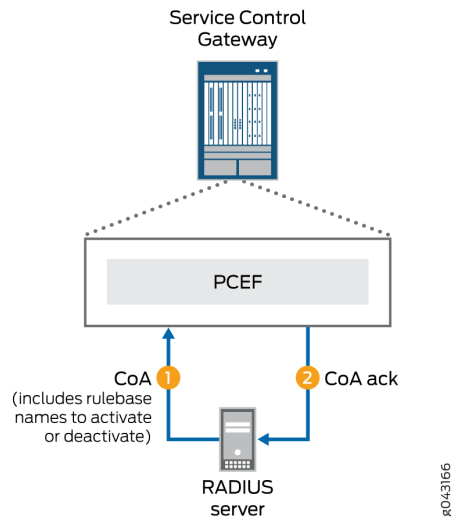 Service Control
Gateway
PCEF
CoA 1
(includes rulebase
names to activate
or deactivate)
2 CoA ack
RADIUS
server
g043166